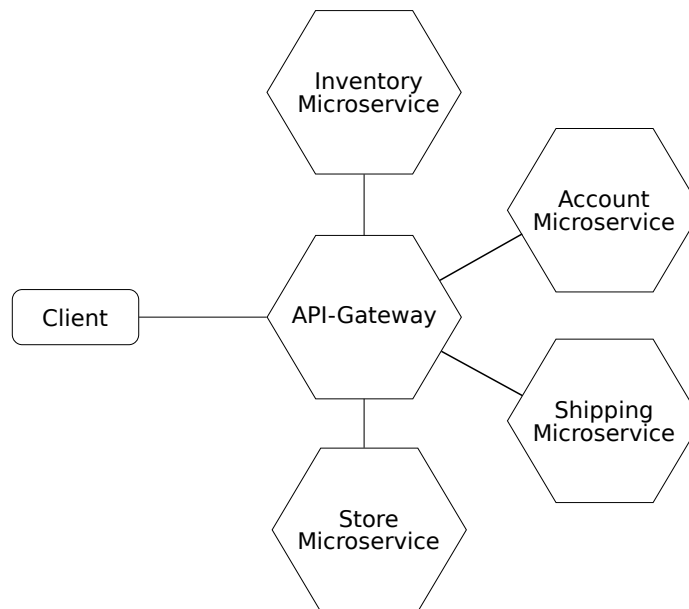 Inventory
Microservice
Account
Microservice
API-Gateway
Client
Shipping
Microservice
Store
Microservice